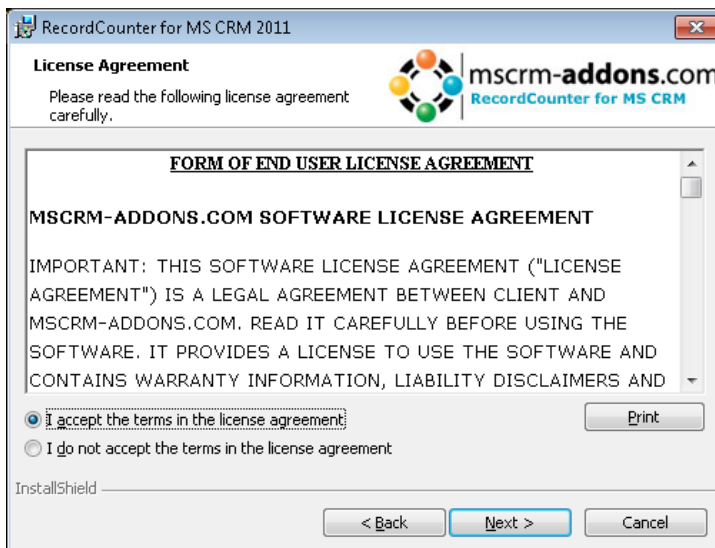 RecordCounter for MS CRM 2011
License Agreement
Please read the following license agreement
carefully.
mscrm-addons.com
RecordCounter for MS CRM
FORM OF END USER LICENSE AGREEMENT
MSCRM-ADDONS.COM SOFTWARE LICENSE AGREEMENT
IMPORTANT: THIS SOFTWARE LICENSE AGREEMENT ("LICENSE
AGREEMENT") IS A LEGAL AGREEMENT BETWEEN CLIENT AND
MSCRM-ADDONS.COM. READ IT CAREFULLY BEFORE USING THE
SOFTWARE. IT PROVIDES A LICENSE TO USE THE SOFTWARE AND
CONTAINS WARRANTY INFORMATION, LIABILITY DISCLAIMERS AND
I accept the terms in the license agreement
Print
I do not accept the terms in the license agreement
InstallShield
< Back
Next >
Cancel